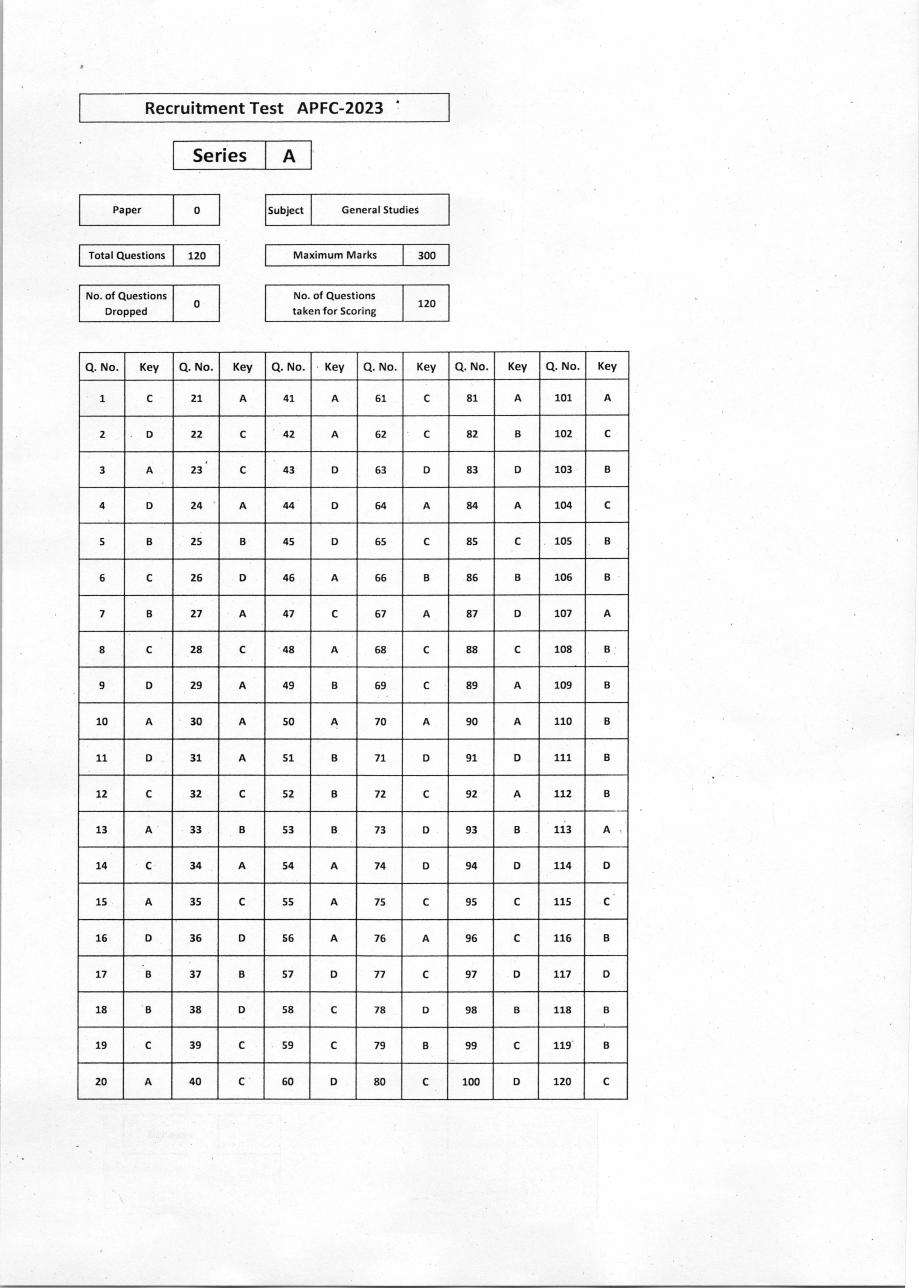 Recruitment Test APFC-2023
Series A
Paper 0 Subject General Studies
Total Questions 120 Maximum Marks 300
No. of Questions Dropped 0 No. of Questions taken for Scoring 120
Q. No. Key Q. No. Key Q. No. Key Q. No. Key Q. No. Key Q. No. Key
1 C 21 A 41 A 61 C 81 A 101 A
2 D 22 C 42 A 62 C 82 B 102 C
3 A 23 C 43 D 63 D 83 D 103 B
4 D 24 A 44 D 64 A 84 A 104 C
5 B 25 B 45 D 65 C 85 C 105 B
6 C 26 D 46 A 66 B 86 B 106 B
7 B 27 A 47 C 67 A 87 D 107 A
8 C 28 C 48 A 68 C 88 C 108 B
9 D 29 A 49 B 69 C 89 A 109 B
10 A 30 A 50 A 70 A 90 A 110 B
11 D 31 A 51 B 71 D 91 D 111 B
12 C 32 C 52 B 72 C 92 A 112 B
13 A 33 B 53 B 73 D 93 B 113 A
14 C 34 A 54 A 74 D 94 D 114 D
15 A 35 C 55 A 75 C 95 C 115 C
16 D 36 D 56 A 76 A 96 C 116 B
17 B 37 B 57 D 77 C 97 D 117 D
18 B 38 D 58 C 78 D 98 B 118 B
19 C 39 C 59 C 79 B 99 C 119 B
20 A 40 C 60 D 80 C 100 D 120 C